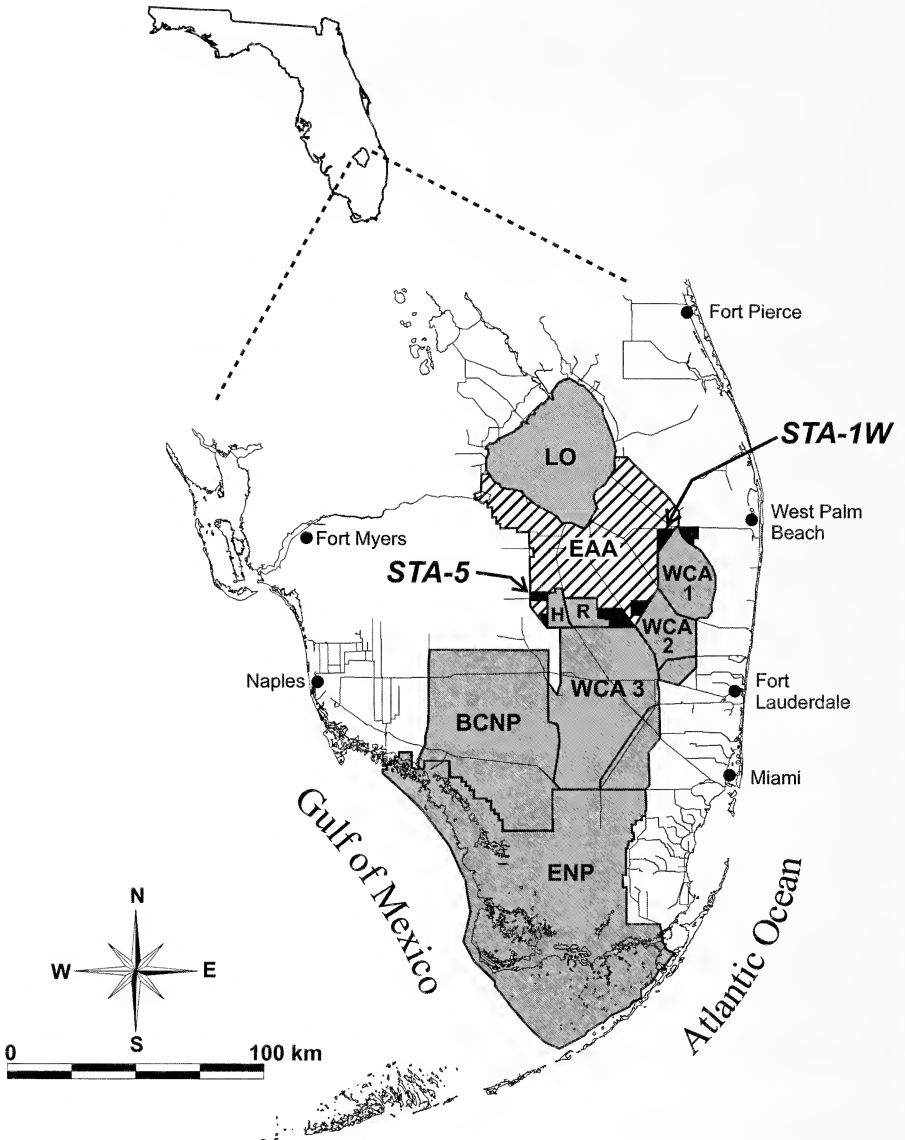 Fort Pierce
STA-1W
LO
West Palm
Beach
Fort Myers
EAA
STA-5
WCA
1
H
R
WCA
2
Naples
WCA 3
Fort
Lauderdale
BCNP
Miami
Gulf of Mexico
ENP
Atlantic Ocean
N
W
E
S
0
100 km